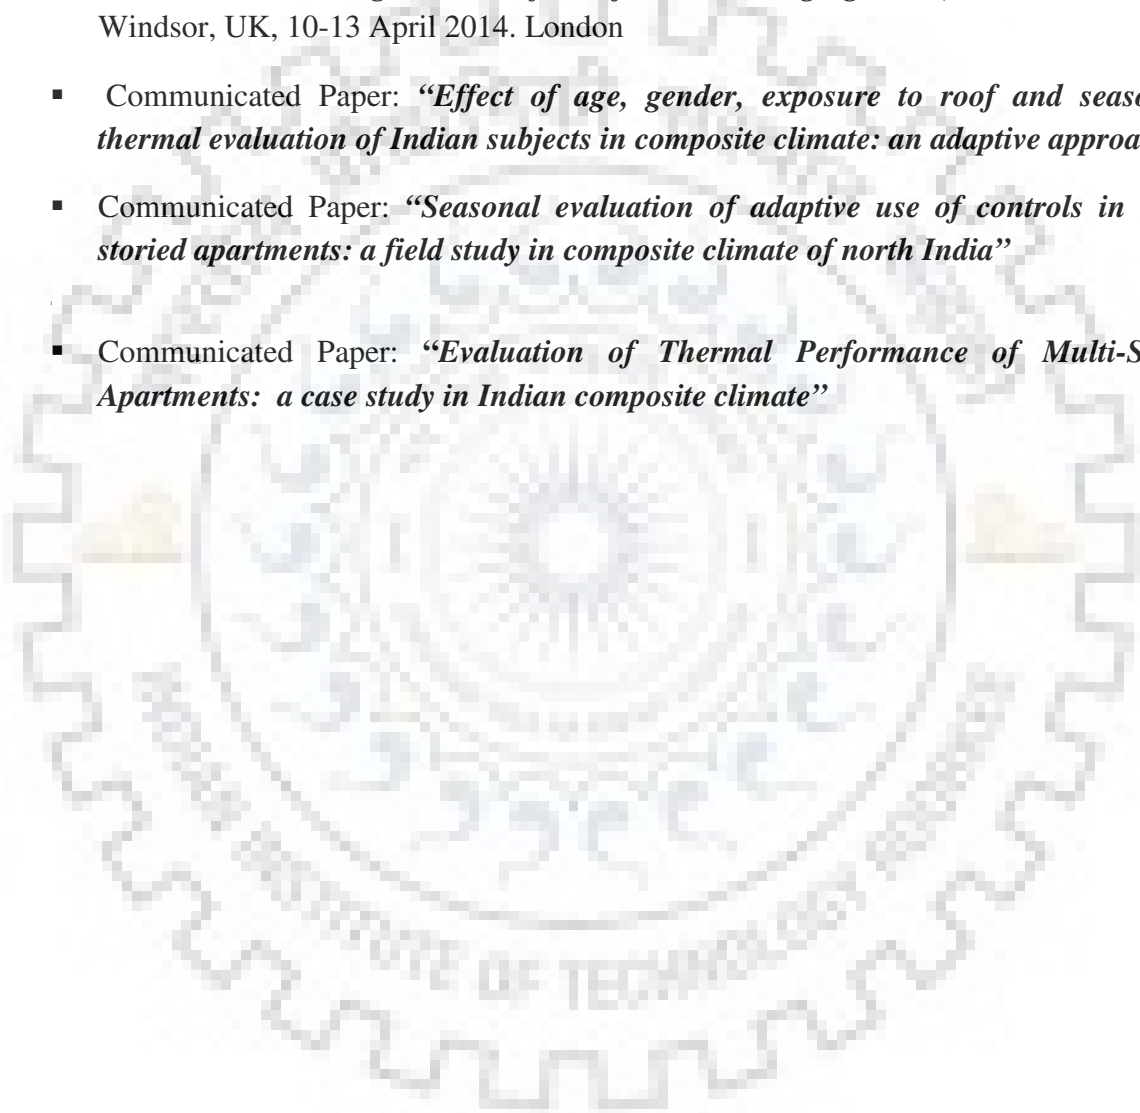 Windsor, UK, 10-13 April 2014. London
▪ Communicated Paper: “Effect of age, gender, exposure to roof and
thermal evaluation of Indian subjects in composite climate: an adaptive
▪ Communicated Paper: “Seasonal evaluation of adaptive use of controls in
storied apartments: a field study in composite climate of north India”
▪ Communicated Paper: “Evaluation of Thermal Performance of
Apartments: a case study in Indian composite climate”
INSTITUTE OF TECHNOLOGY